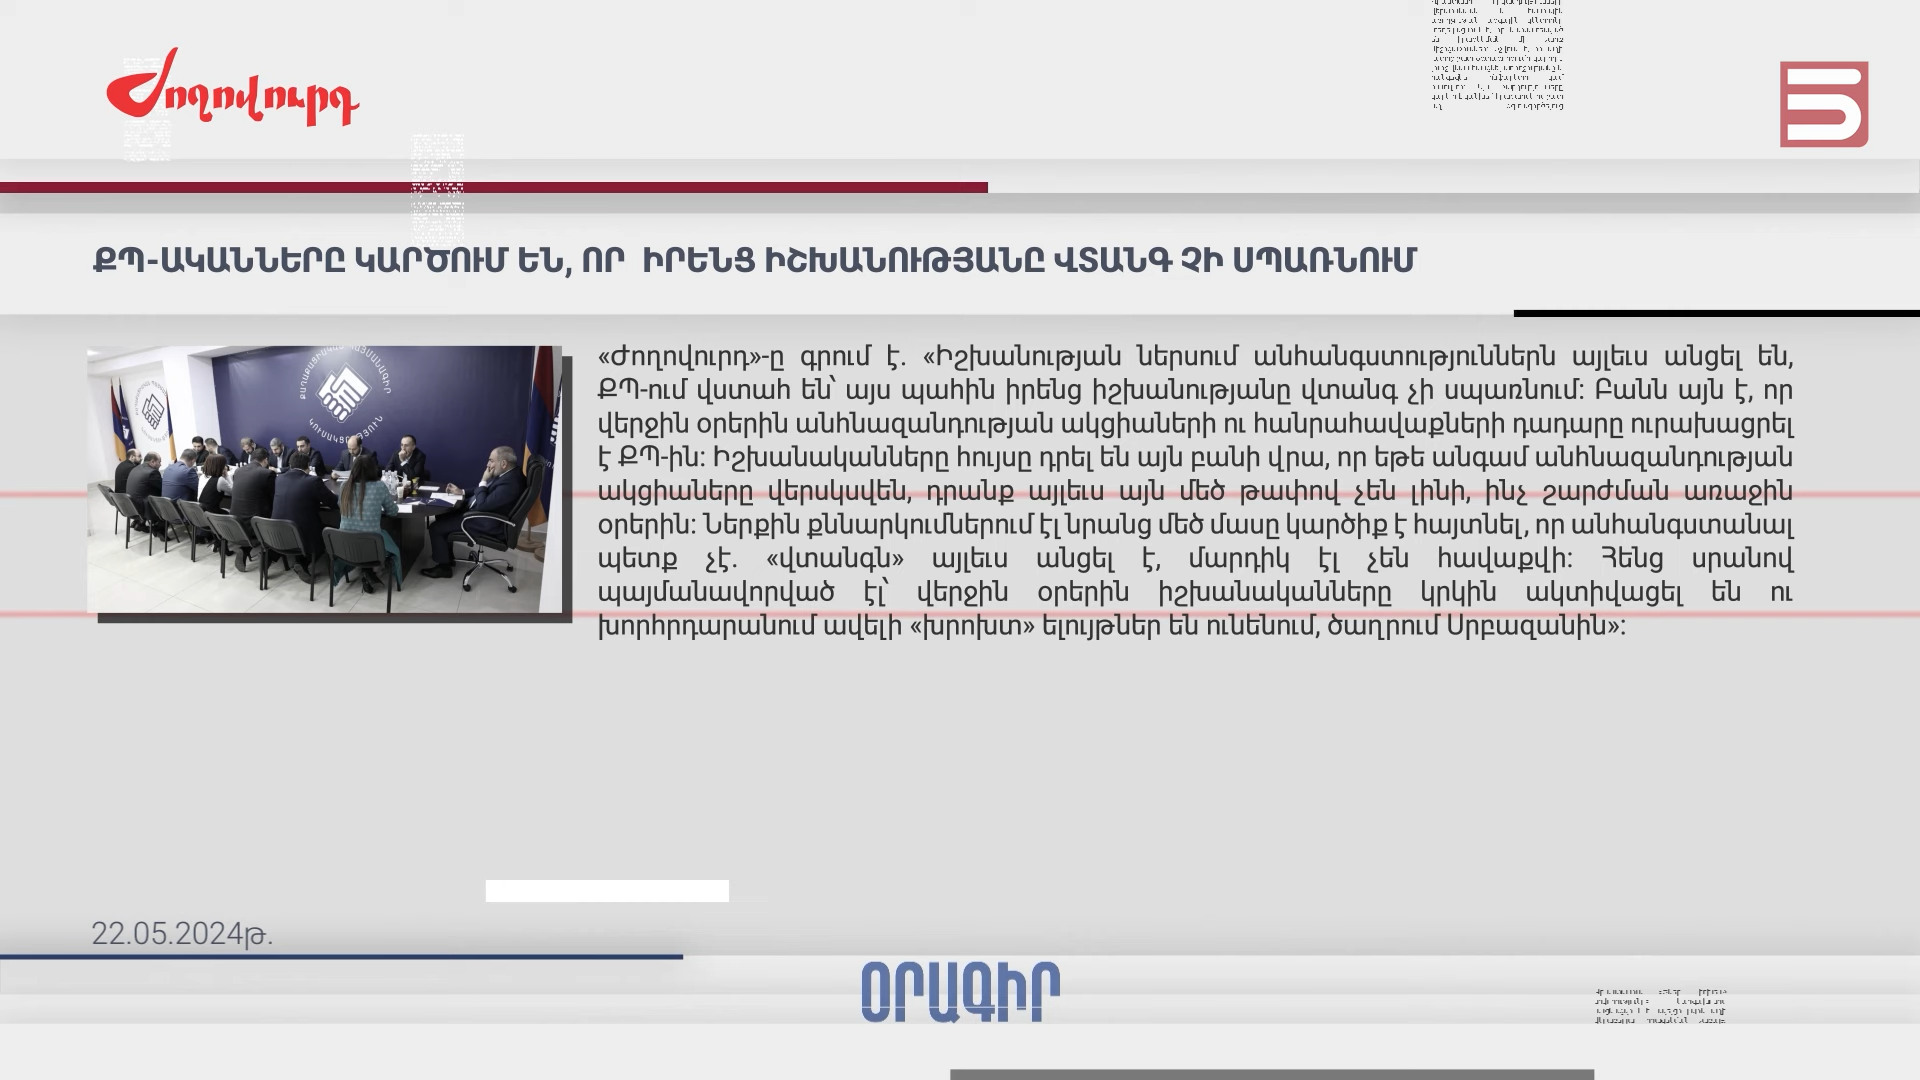 Ժողովուրդ
ՔՊ-ԱԿԱՆՆԵՐԸ ԿԱՐԾՈՒՄ ԵՆ, ՈՐ ԻՐԵՆՑ ԻՇԽԱՆՈՒԹՅԱՆԸ ՎՏԱՆԳ ՉԻ ՍՊԱՌՆՈՒՄ
«Ժողովուրդ»-ը գրում է. «Իշխանության ներսում անհանգստություններն այլեւս անցել են,
ՔՊ-ում վստահ են՝ այս պահին իրենց իշխանությանը վտանգ չի սպառնում: Բանն այն է, որ
վերջին օրերին անհնազանդության ակցիաների ու հանրահավաքների դադարը ուրախացրել
է ՔՊ-ին: Իշխանականները հույսը դրել են այն բանի վրա, որ եթե անգամ անհնազանդության
ակցիաները վերսկսվեն, դրանք այլեւս այն մեծ թափով չեն լինի, ինչ շարժման առաջին
օրերին: Ներքին քննարկումներում էլ նրանց մեծ մասը կարծիք է հայտնել, որ անհանգստանալ
պետք չէ. «վտանգն» այլեւս անցել է, մարդիկ էլ չեն հավաքվի: Հենց սրանով
պայմանավորված էլ՝ վերջին օրերին իշխանականները կրկին ակտիվացել են ու
խորհրդարանում ավելի «խրոխտ» ելույթներ են ունենում, ծաղրում Սրբազանին»:
22.05.2024թ.
ՕՐԱԳԻՐ